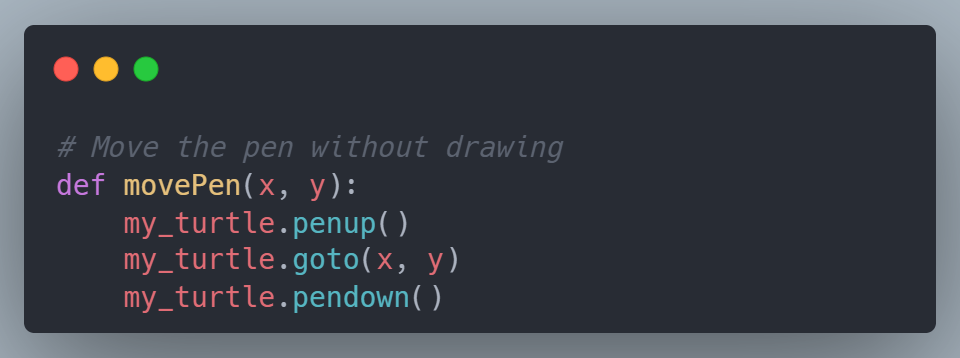 # Move the pen without drawing
def movePen(x, y):
    my_turtle.penup()
    my_turtle.goto(x, y)
    my_turtle.pendown()